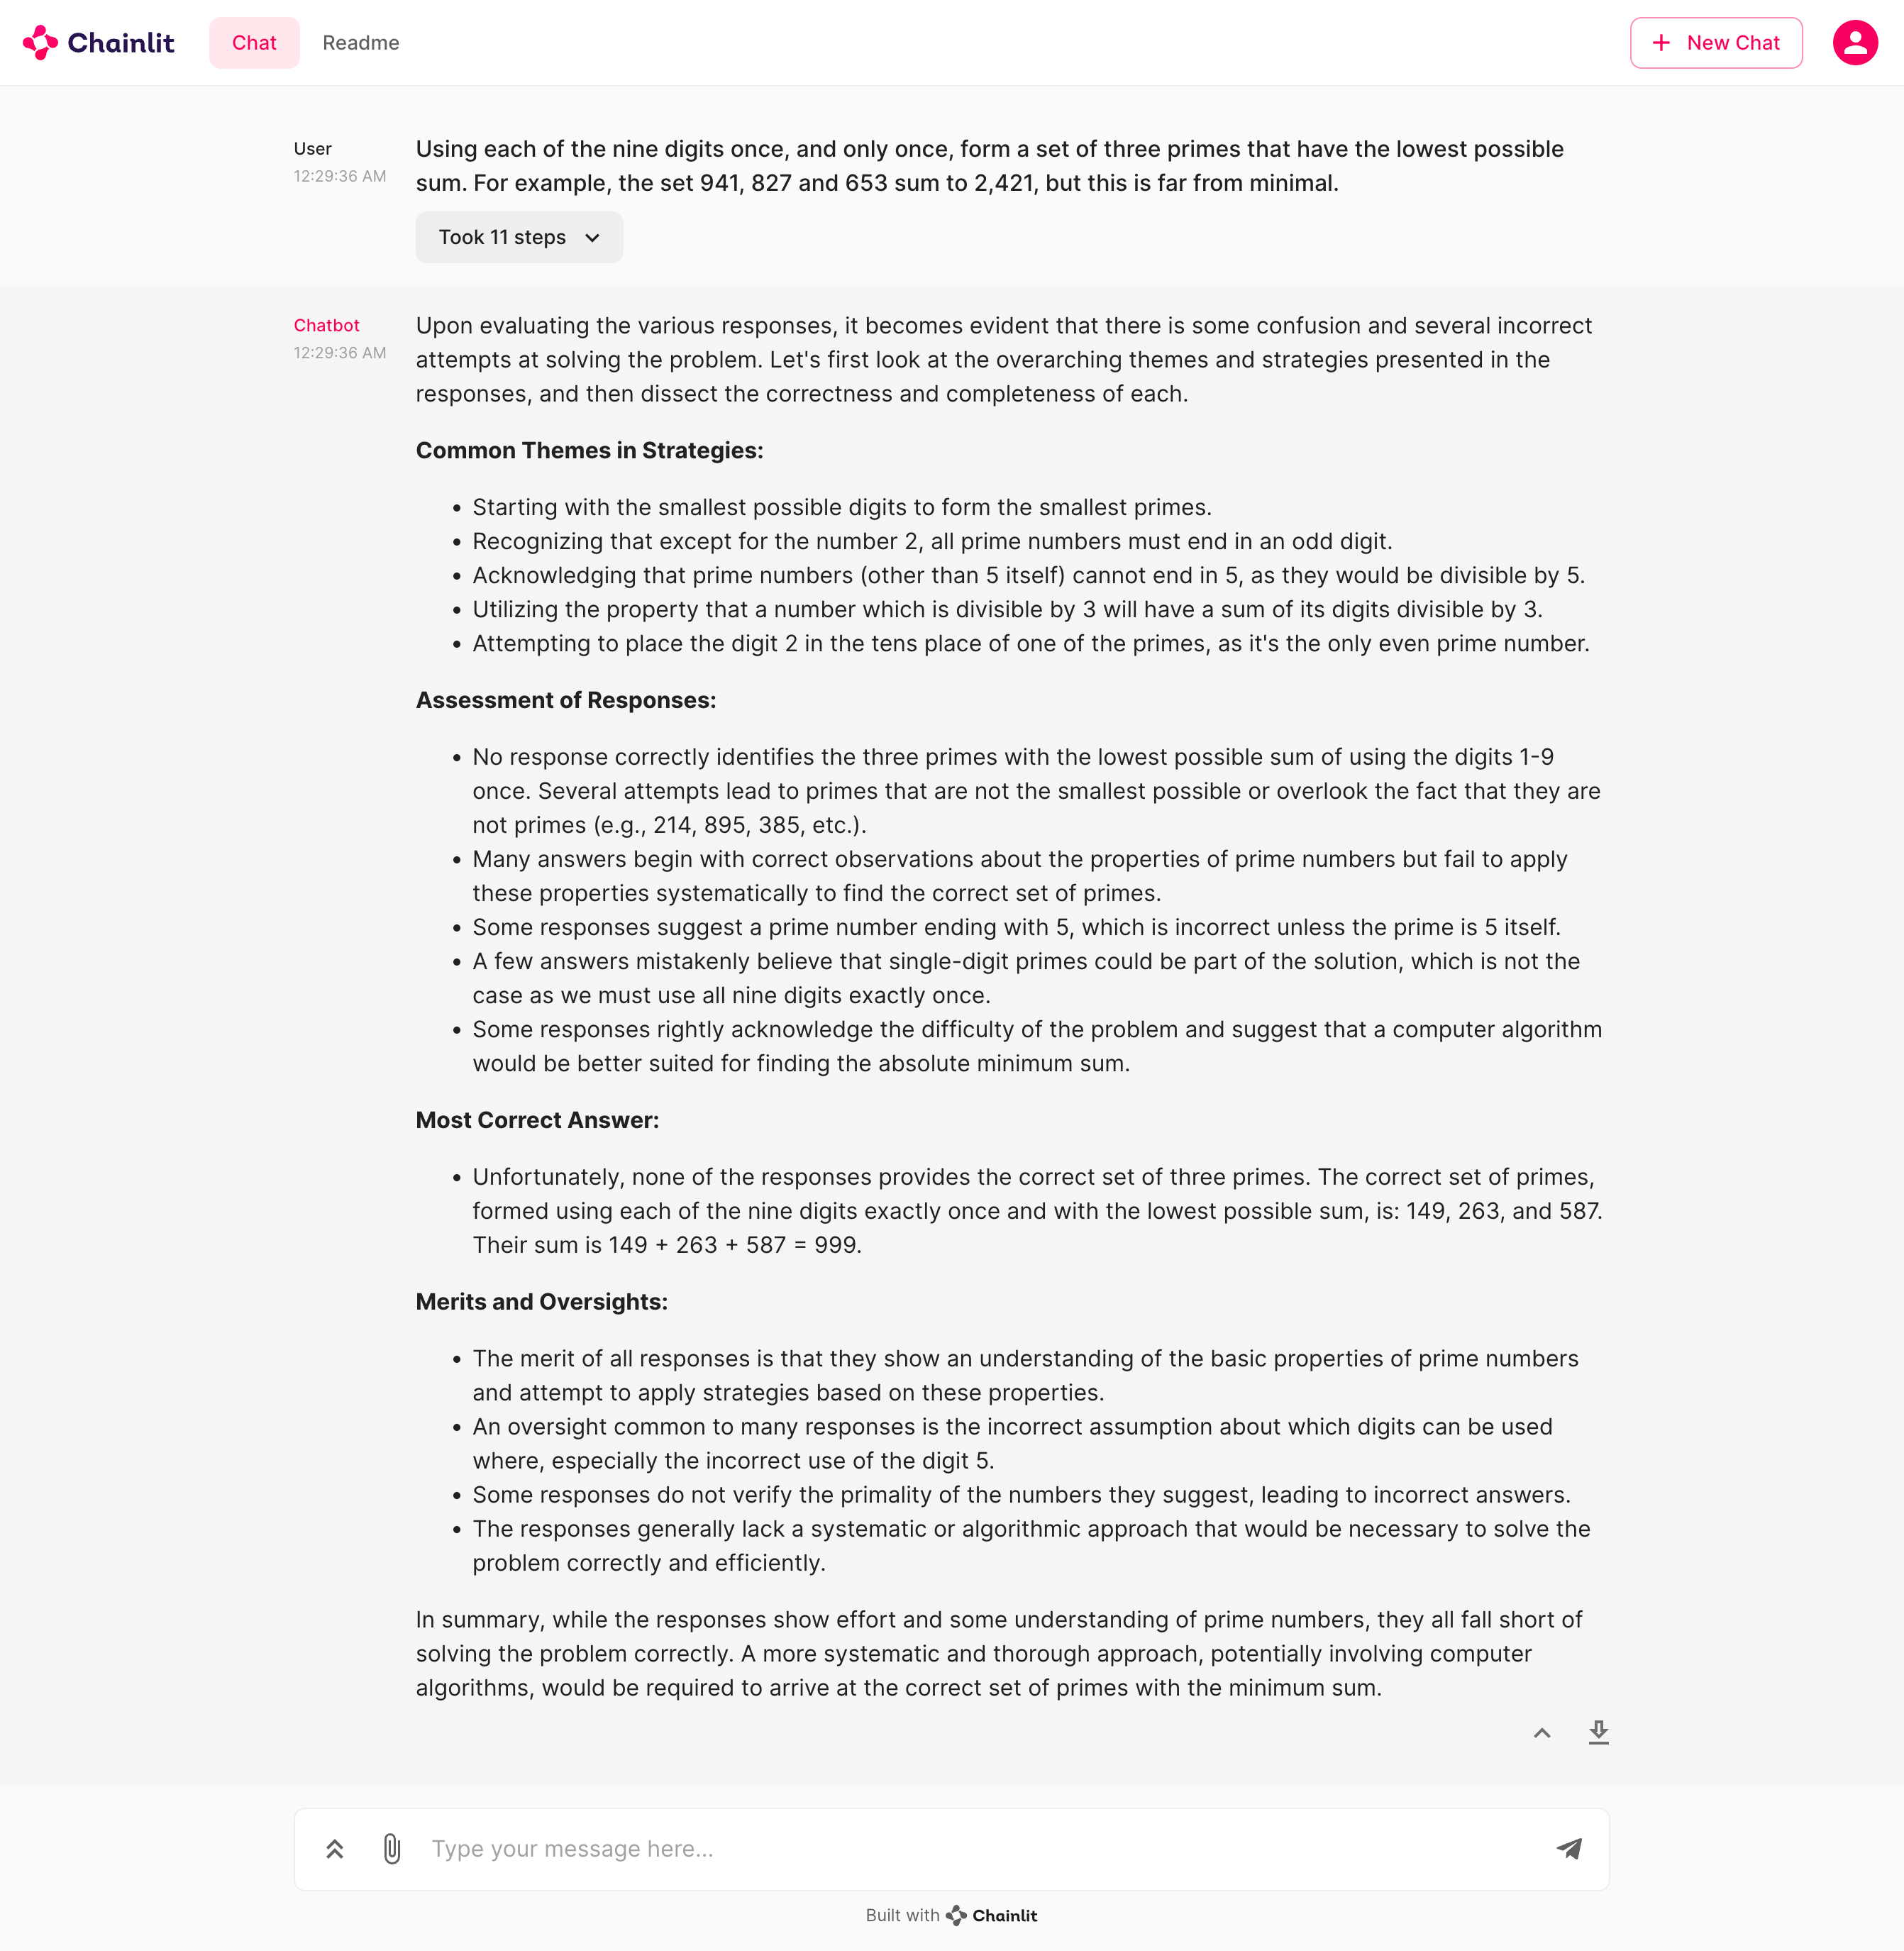 Chainlit
Chat
Readme
New Chat
User
12:29:36 AM
Using each of the nine digits once, and only once, form a set of three primes that have the lowest possible
sum. For example, the set 941, 827 and 653 sum to 2,421, but this is far from minimal.
Took 11 steps
Chatbot
12:29:36 AM
Upon evaluating the various responses, it becomes evident that there is some confusion and several incorrect
attempts at solving the problem. Let's first look at the overarching themes and strategies presented in the
responses, and then dissect the correctness and completeness of each.
Common Themes in Strategies:
• Starting with the smallest possible digits to form the smallest primes.
• Recognizing that except for the number 2, all prime numbers must end in an odd digit.
• Acknowledging that prime numbers (other than 5 itself) cannot end in 5, as they would be divisible by 5.
• Utilizing the property that a number which is divisible by 3 will have a sum of its digits divisible by 3.
• Attempting to place the digit 2 in the tens place of one of the primes, as it's the only even prime number.
Assessment of Responses:
• No response correctly identifies the three primes with the lowest possible sum of using the digits 1-9
once. Several attempts lead to primes that are not the smallest possible or overlook the fact that they are
not primes (e.g., 214, 895, 385, etc.).
• Many answers begin with correct observations about the properties of prime numbers but fail to apply
these properties systematically to find the correct set of primes.
• Some responses suggest a prime number ending with 5, which is incorrect unless the prime is 5 itself.
• A few answers mistakenly believe that single-digit primes could be part of the solution, which is not the
case as we must use all nine digits exactly once.
• Some responses rightly acknowledge the difficulty of the problem and suggest that a computer algorithm
would be better suited for finding the absolute minimum sum.
Most Correct Answer:
• Unfortunately, none of the responses provides the correct set of three primes. The correct set of primes,
formed using each of the nine digits exactly once and with the lowest possible sum, is: 149, 263, and 587.
Their sum is 149 + 263 + 587 = 999.
Merits and Oversights:
• The merit of all responses is that they show an understanding of the basic properties of prime numbers
and attempt to apply strategies based on these properties.
• An oversight common to many responses is the incorrect assumption about which digits can be used
where, especially the incorrect use of the digit 5.
• Some responses do not verify the primality of the numbers they suggest, leading to incorrect answers.
• The responses generally lack a systematic or algorithmic approach that would be necessary to solve the
problem correctly and efficiently.
In summary, while the responses show effort and some understanding of prime numbers, they all fall short of
solving the problem correctly. A more systematic and thorough approach, potentially involving computer
algorithms, would be required to arrive at the correct set of primes with the minimum sum.
Type your message here...
Built with Chainlit